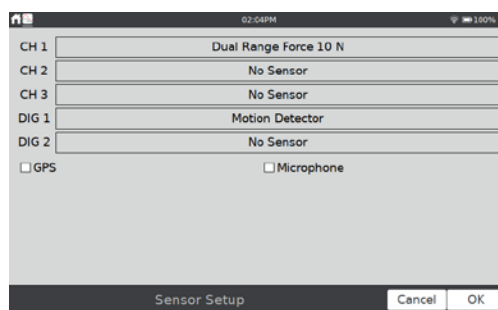 02:04PM 100%
CH 1 Dual Range Force 10 N
CH 2 No Sensor
CH 3 No Sensor
DIG 1 Motion Detector
DIG 2 No Sensor
GPS Microphone
Sensor Setup Cancel OK